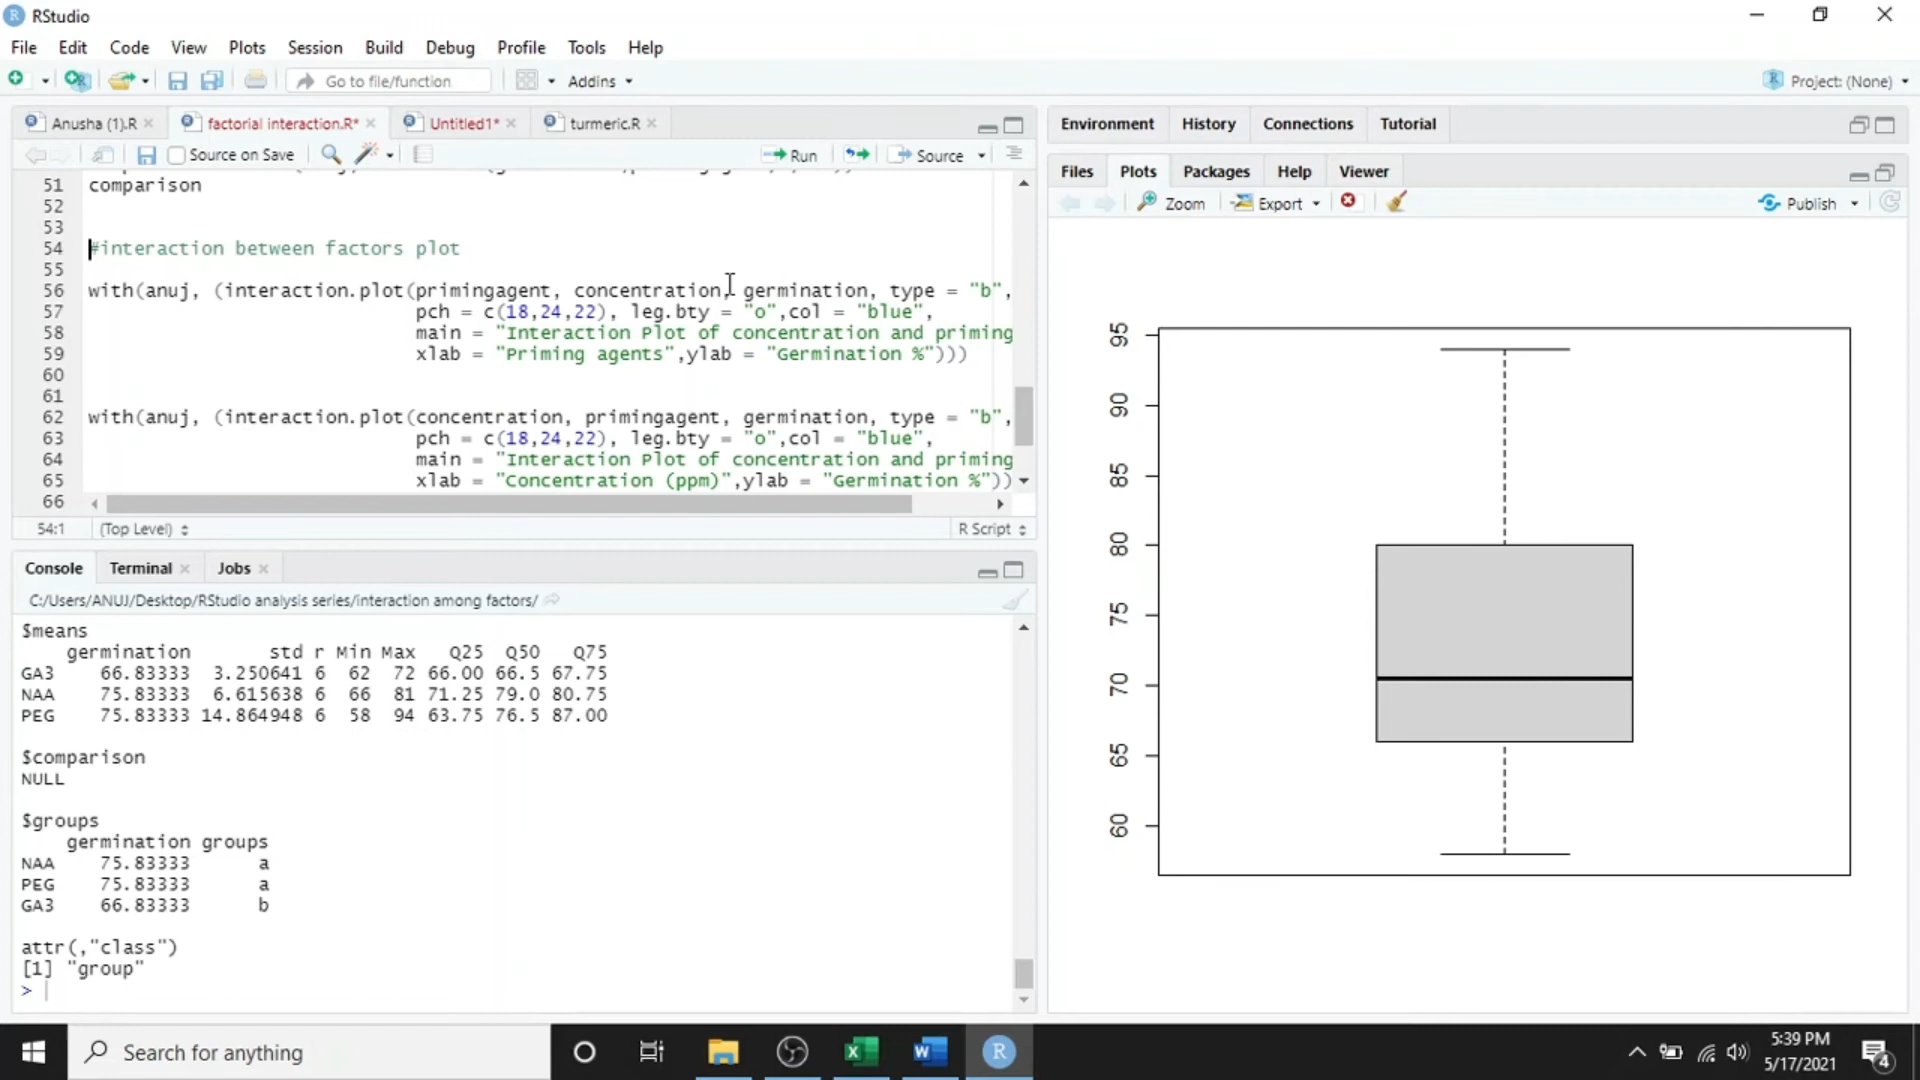 RStudio
File Edit Code View Plots Session Build Debug Profile Tools Help
Go to file/function Addins Project: (None)
Anusha (1).R factorial interaction.R* Untitled1* turmeric.R
Source on Save Run Source
51 comparison
52
53
54 #interaction between factors plot
55
56 with(anuj, (interaction.plot(primingagent, concentration, germination, type = "b",
57 pch = c(18,24,22), leg.bty = "o",col = "blue",
58 main = "Interaction Plot of concentration and priming
59 xlab = "Priming agents",ylab = "Germination %")))
60
61
62 with(anuj, (interaction.plot(concentration, primingagent, germination, type = "b",
63 pch = c(18,24,22), leg.bty = "o",col = "blue",
64 main = "Interaction Plot of concentration and priming
65 xlab = "Concentration (ppm)",ylab = "Germination %"))
66
54:1 (Top Level) R Script
Console Terminal Jobs
C:/Users/ANUJ/Desktop/RStudio analysis series/interaction among factors/
$means
germination std r Min Max Q25 Q50 Q75
GA3 66.83333 3.250641 6 62 72 66.00 66.5 67.75
NAA 75.83333 6.615638 6 66 81 71.25 79.0 80.75
PEG 75.83333 14.864948 6 58 94 63.75 76.5 87.00
$comparison
NULL
$groups
germination groups
NAA 75.83333 a
PEG 75.83333 a
GA3 66.83333 b
attr(,"class")
[1] "group"
>
Environment History Connections Tutorial
Files Plots Packages Help Viewer
Zoom Export Publish
95
90
85
80
75
70
65
60
Search for anything
5:39 PM
5/17/2021
4